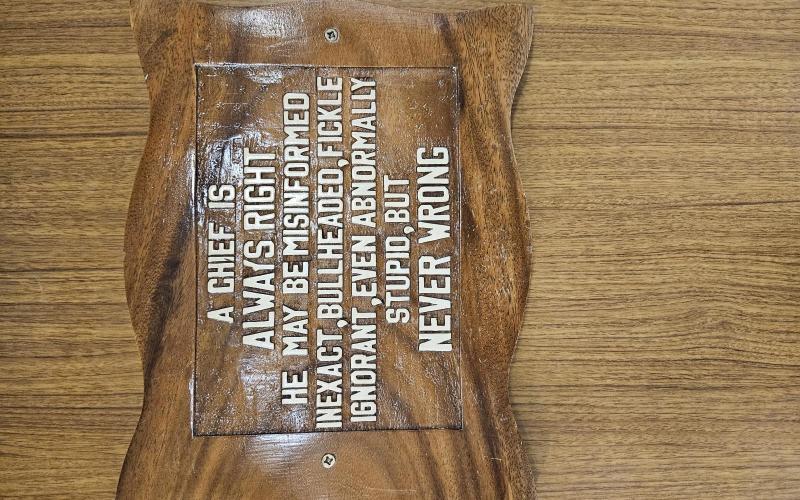 A CHIEF IS
ALWAYS RIGHT
HE MAY BE MISINFORMED
INEXACT, BULLHEADED, FICKLE
IGNORANT, EVEN ABNORMALLY
STUPID, BUT
NEVER WRONG